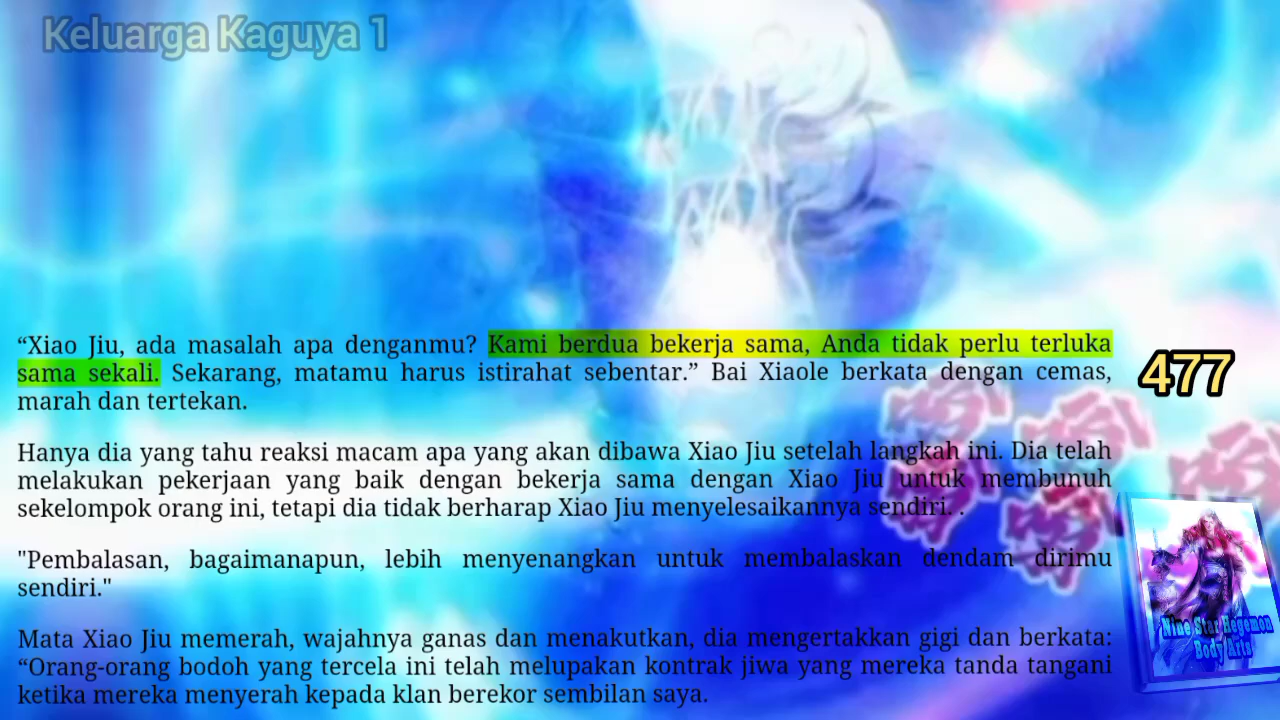 Keluarga Kaguya 1
“Xiao Jiu, ada masalah apa denganmu? Kami berdua bekerja sama, Anda tidak perlu terluka
sama sekali. Sekarang, matamu harus istirahat sebentar.” Bai Xiaole berkata dengan cemas,
marah dan tertekan.
477
Hanya dia yang tahu reaksi macam apa yang akan dibawa Xiao Jiu setelah langkah ini. Dia telah
melakukan pekerjaan yang baik dengan bekerja sama dengan Xiao Jiu untuk membunuh
sekelompok orang ini, tetapi dia tidak berharap Xiao Jiu menyelesaikannya sendiri. .
"Pembalasan, bagaimanapun, lebih menyenangkan untuk membalaskan dendam dirimu
sendiri."
Mata Xiao Jiu memerah, wajahnya ganas dan menakutkan, dia mengertakkan gigi dan berkata:
“Orang-orang bodoh yang tercela ini telah melupakan kontrak jiwa yang mereka tanda tangani
ketika mereka menyerah kepada klan berekor sembilan saya.
Nine Star Hegemon
Body Arts